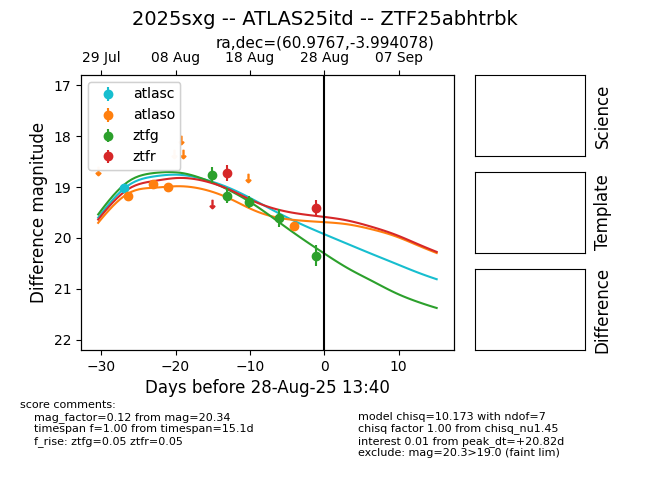 2025sxg -- ATLAS25itd -- ZTF25abhtrbk
ra,dec=(60.9767,-3.994078)
29 Jul 08 Aug 18 Aug 28 Aug 07 Sep
atlasc
atlaso
ztfg
ztfr
17
18
19
20
21
22
Difference magnitude
−30 −20 −10 0 10
Days before 28-Aug-25 13:40
Science
Template
Difference
score comments:
mag_factor=0.12 from mag=20.34
timespan f=1.00 from timespan=15.1d
f_rise: ztfg=0.05 ztfr=0.05
model chisq=10.173 with ndof=7
chisq factor 1.00 from chisq_nu1.45
interest 0.01 from peak_dt=+20.82d
exclude: mag=20.3>19.0 (faint lim)